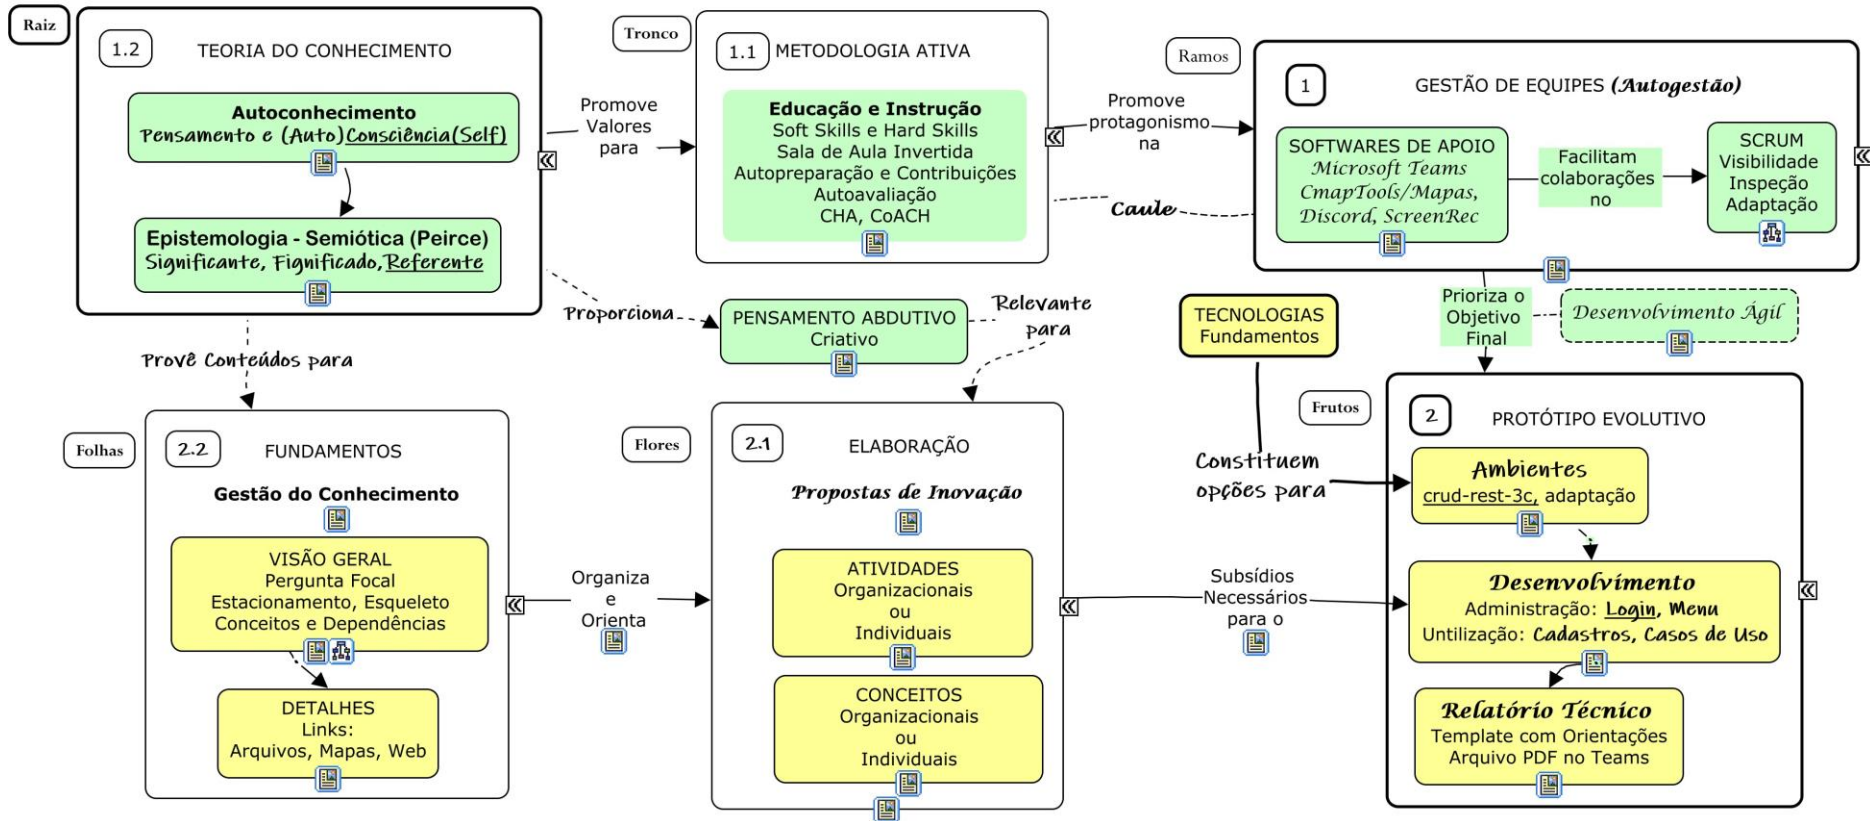 Raiz
1.2
TEORIA DO CONHECIMENTO
Autoconhecimento
Pensamento e (Auto)Consciência(Self)
Epistemologia - Semiótica (Peirce)
Significante, Fignificado,Referente
Promove
Valores
para
Tronco
1.1
METODOLOGIA ATIVA
Educação e Instrução
Soft Skills e Hard Skills
Sala de Aula Invertida
Autopreparação e Contribuições
Autoavaliação
CHA, CoACH
Promove
protagonismo
na
Caule
Ramos
1
GESTÃO DE EQUIPES (Autogestão)
SOFTWARES DE APOIO
Microsoft Teams
CmapTools/Mapas,
Discord, ScreenRec
Facilitam
colaborações
no
SCRUM
Visibilidade
Inspeção
Adaptação
Provê Conteúdos para
Proporciona
PENSAMENTO ABDUTIVO
Criativo
Relevante
para
TECNOLOGIAS
Fundamentos
Prioriza o
Objetivo
Final
Desenvolvimento Ágil
Folhas
2.2
FUNDAMENTOS
Gestão do Conhecimento
VISÃO GERAL
Pergunta Focal
Estacionamento, Esqueleto
Conceitos e Dependências
DETALHES
Links:
Arquivos, Mapas, Web
Organiza
e
Orienta
Flores
2.1
ELABORAÇÃO
Propostas de Inovação
ATIVIDADES
Organizacionais
ou
Individuais
CONCEITOS
Organizacionais
ou
Individuais
Constituem
opções para
Subsídios
Necessários
para o
Frutos
2
PROTÓTIPO EVOLUTIVO
Ambientes
crud-rest-3c, adaptação
Desenvolvimento
Administração: Login, Menu
Untilização: Cadastros, Casos de Uso
Relatório Técnico
Template com Orientações
Arquivo PDF no Teams